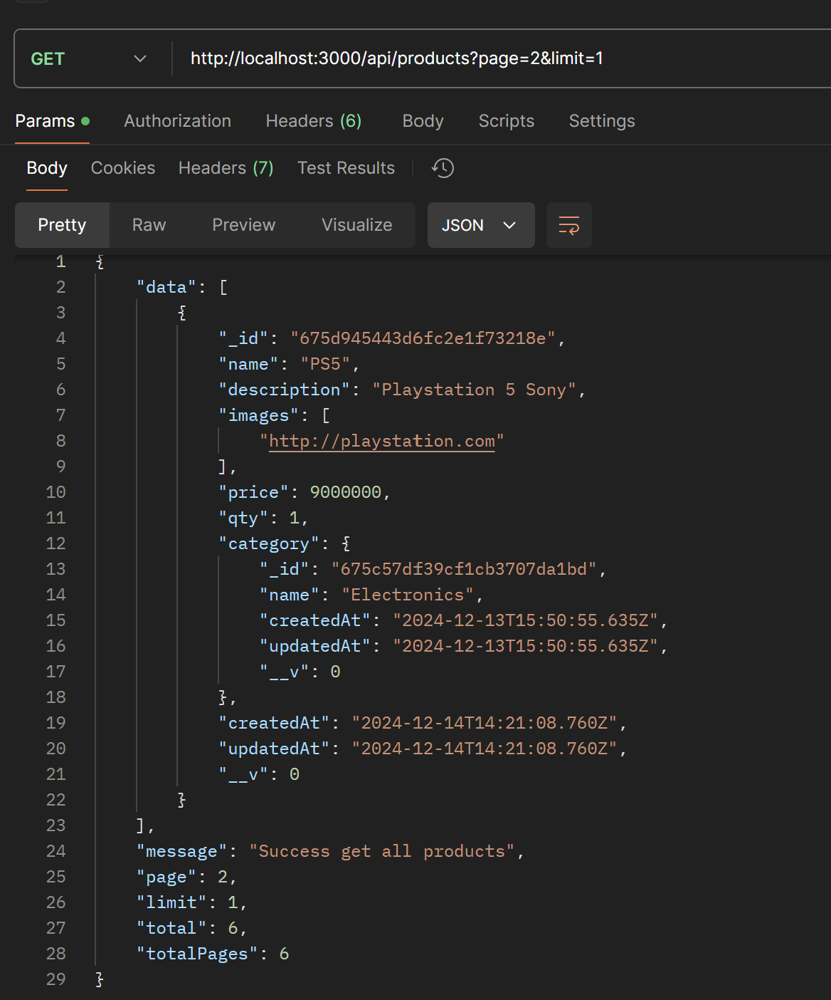 GET http://localhost:3000/api/products?page=2&limit=1
Params Authorization Headers (6) Body Scripts Settings
Body Cookies Headers (7) Test Results
Pretty Raw Preview Visualize JSON
1 {
2 "data": [
3 {
4 "_id": "675d945443d6fc2e1f73218e",
5 "name": "PS5",
6 "description": "Playstation 5 Sony",
7 "images": [
8 "http://playstation.com"
9 ],
10 "price": 9000000,
11 "qty": 1,
12 "category": {
13 "_id": "675c57df39cf1cb3707da1bd",
14 "name": "Electronics",
15 "createdAt": "2024-12-13T15:50:55.635Z",
16 "updatedAt": "2024-12-13T15:50:55.635Z",
17 "__v": 0
18 },
19 "createdAt": "2024-12-14T14:21:08.760Z",
20 "updatedAt": "2024-12-14T14:21:08.760Z",
21 "__v": 0
22 }
23 ],
24 "message": "Success get all products",
25 "page": 2,
26 "limit": 1,
27 "total": 6,
28 "totalPages": 6
29 }